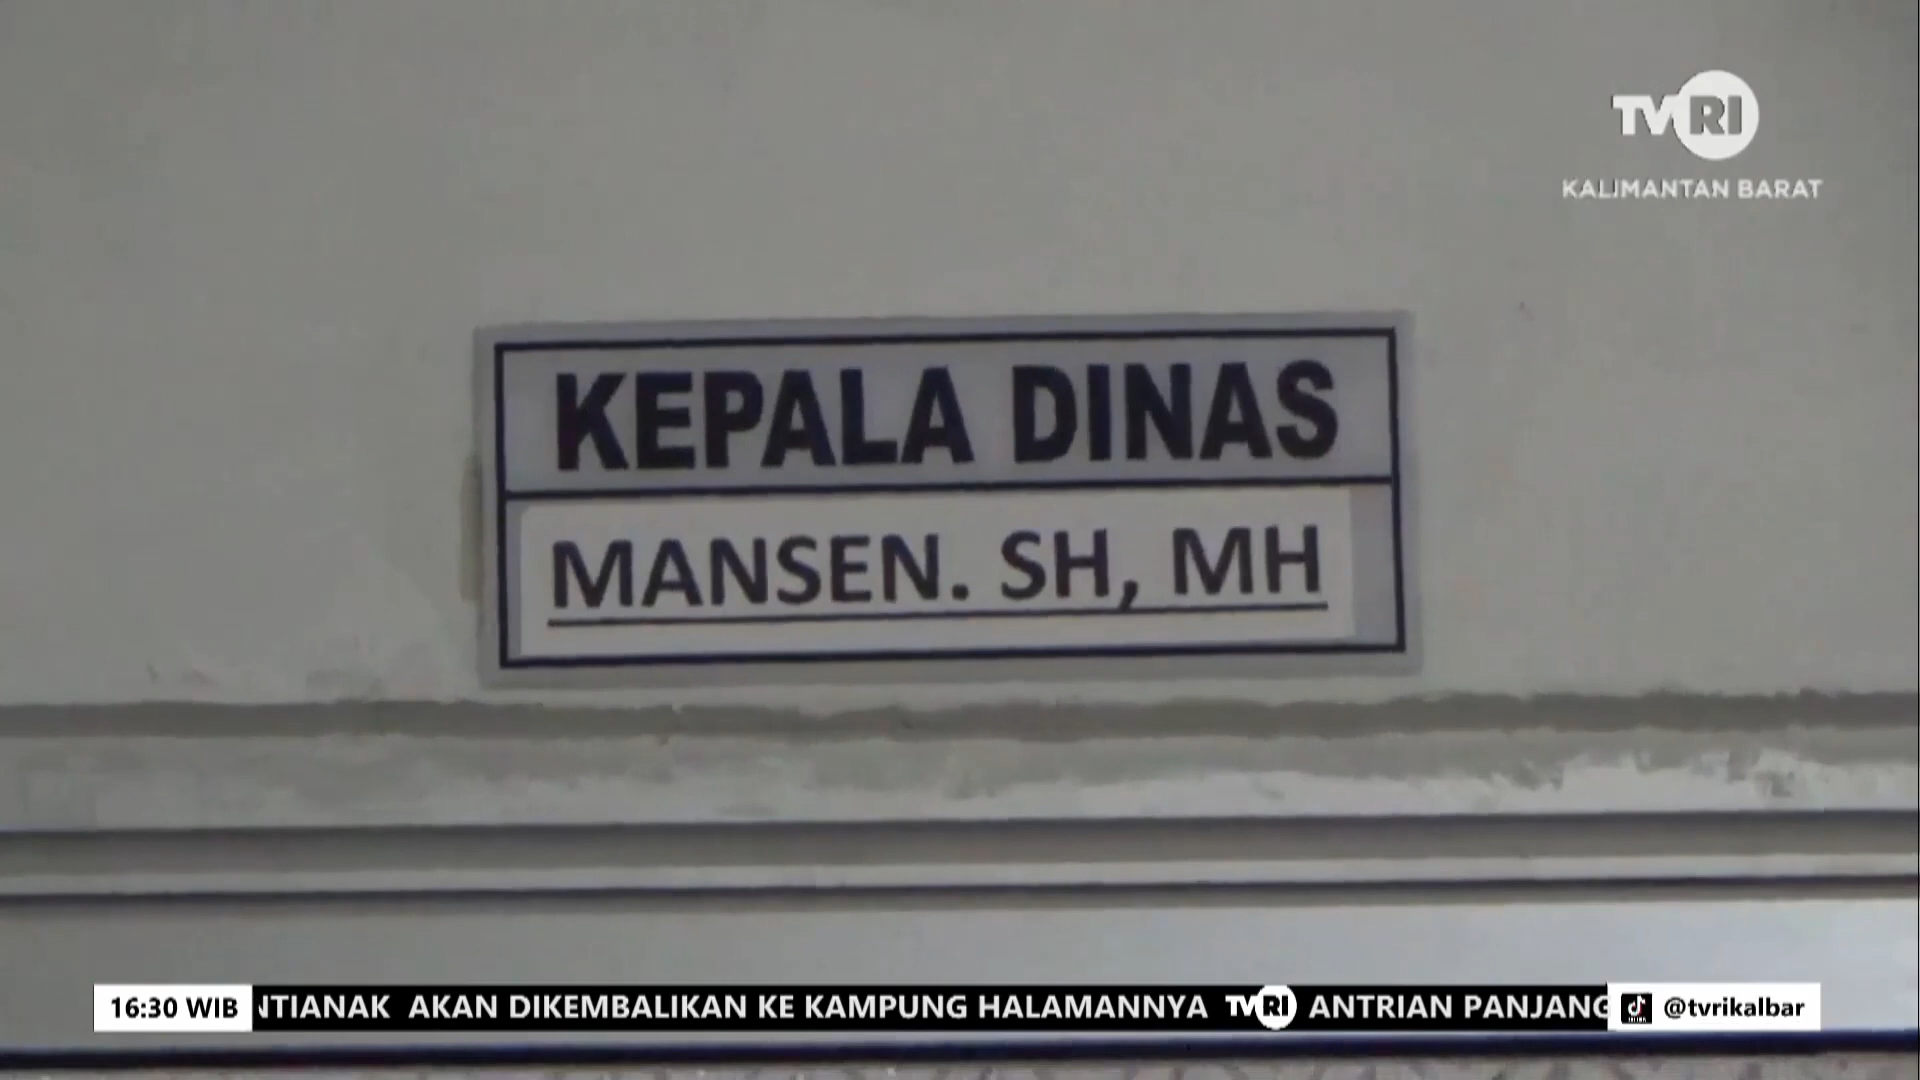 TVRI
KALIMANTAN BARAT
KEPALA DINAS
MANSEN. SH, MH
16:30 WIB
AKAN DIKEMBALIKAN KE KAMPUNG HALAMANNYA TVRI ANTRIAN PANJANG
@tvrikalbar